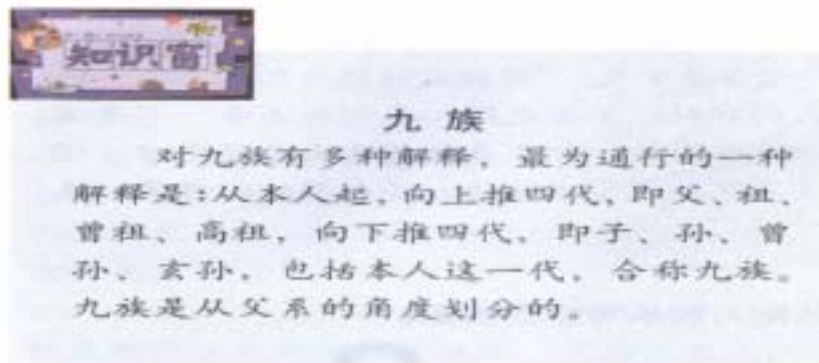 知识窗
九 族
对九族有多种解释，最为通行的一种
解释是：从本人起，向上推四代，即父、祖、
曾祖、高祖，向下推四代，即子、孙、曾
孙、玄孙，包括本人这一代，合称九族。
九族是从父系的角度划分的。